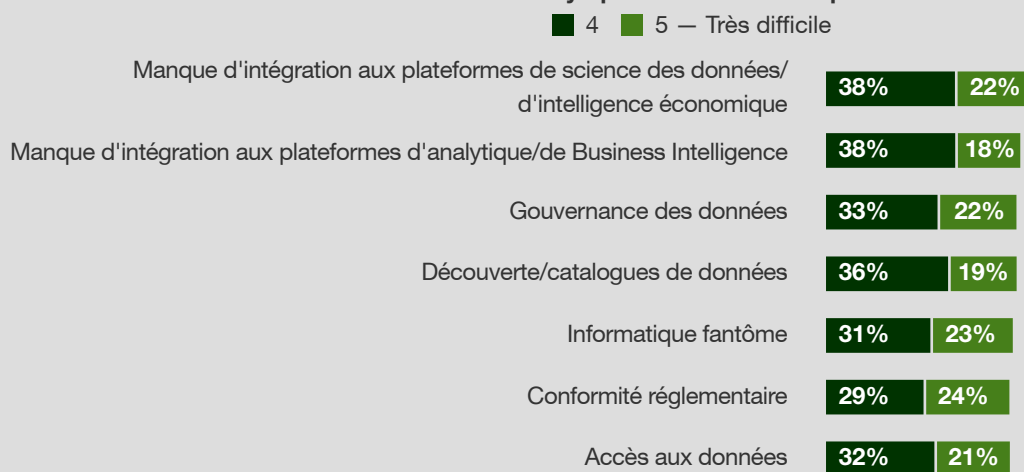 4 5 — Très difficile
Manque d'intégration aux plateformes de science des données/
d'intelligence économique
38% 22%
Manque d'intégration aux plateformes d'analytique/de Business Intelligence 38% 18%
Gouvernance des données 33% 22%
Découverte/catalogues de données 36% 19%
Informatique fantôme 31% 23%
Conformité réglementaire 29% 24%
Accès aux données 32% 21%